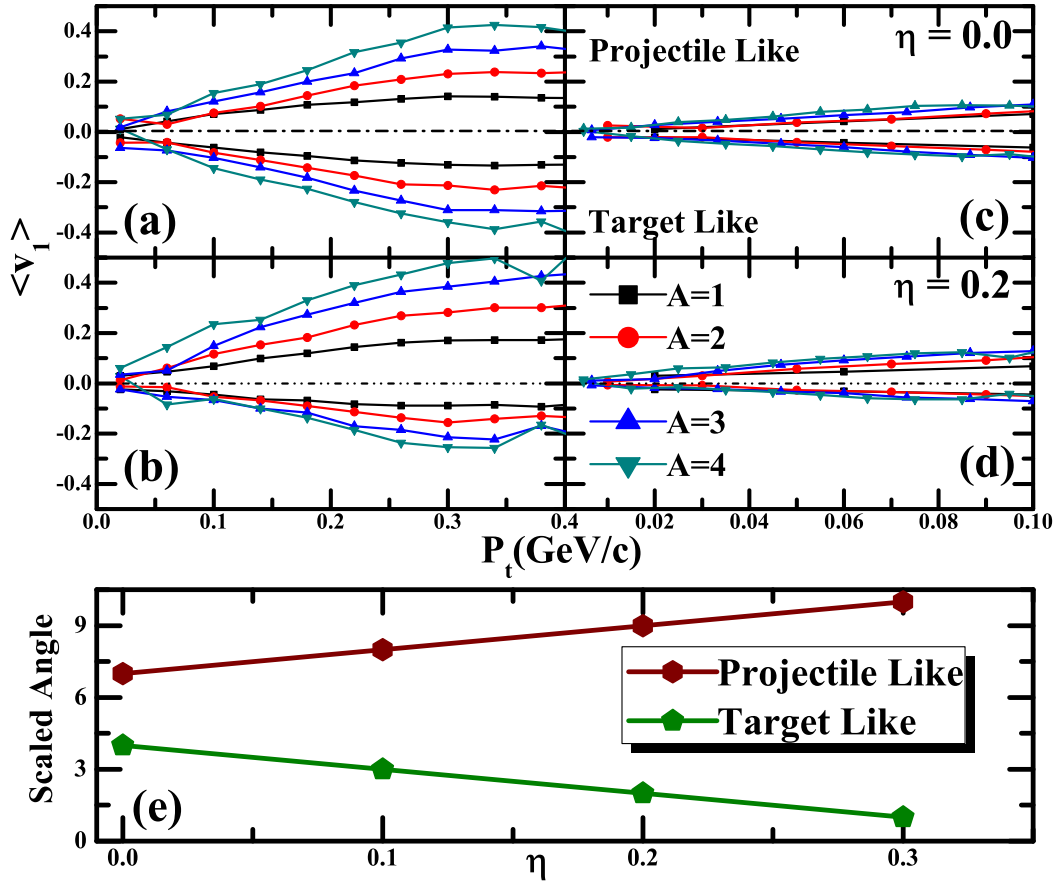 0.4
0.2
0.0
-0.2
-0.4
(a)
Projectile Like
η = 0.0
Target Like
(c)
<v1>
0.4
0.2
0.0
-0.2
-0.4
(b)
η = 0.2
A=1
A=2
A=3
A=4
(d)
0.0 0.1 0.2 0.3 0.4 0.02 0.04 0.06 0.08 0.10
Pt(GeV/c)
Scaled Angle
9
6
3
0
Projectile Like
Target Like
(e)
0.0 0.1 0.2 0.3
η